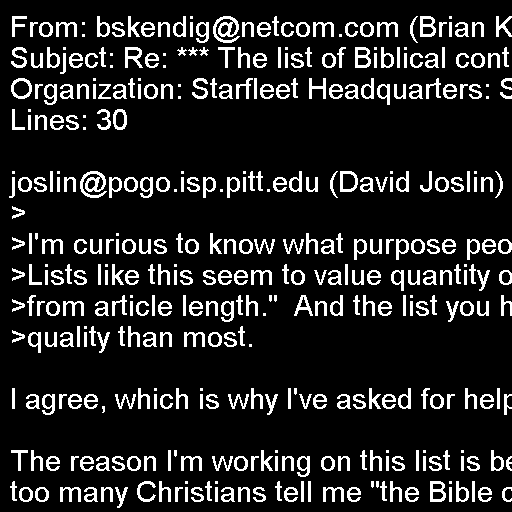 From: bskendig@netcom.com (Brian K
Subject: Re: *** The list of Biblical cont
Organization: Starfleet Headquarters: S
Lines: 30

joslin@pogo.isp.pitt.edu (David Joslin)
>
>I'm curious to know what purpose peo
>Lists like this seem to value quantity o
>from article length."  And the list you h
>quality than most.

I agree, which is why I've asked for help

The reason I'm working on this list is be
too many Christians tell me "the Bible c